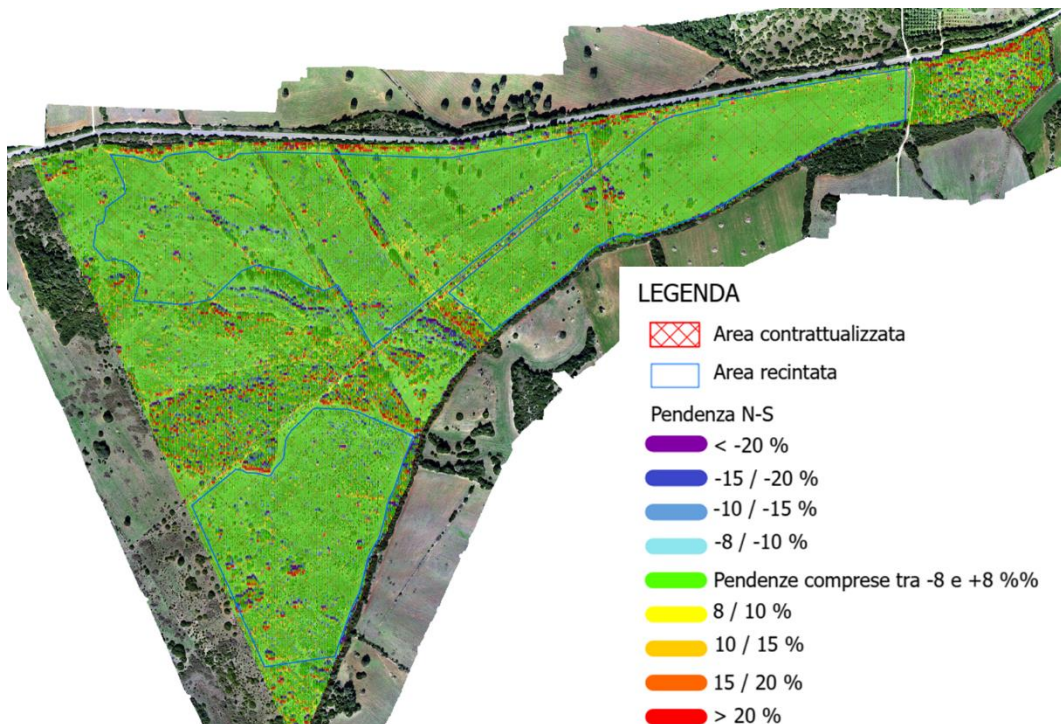 LEGENDA
Area contrattualizzata
Area recintata
Pendenza N-S
< -20 %
-15 / -20 %
-10 / -15 %
-8 / -10 %
Pendenze comprese tra -8 e +8 %%
8 / 10 %
10 / 15 %
15 / 20 %
> 20 %